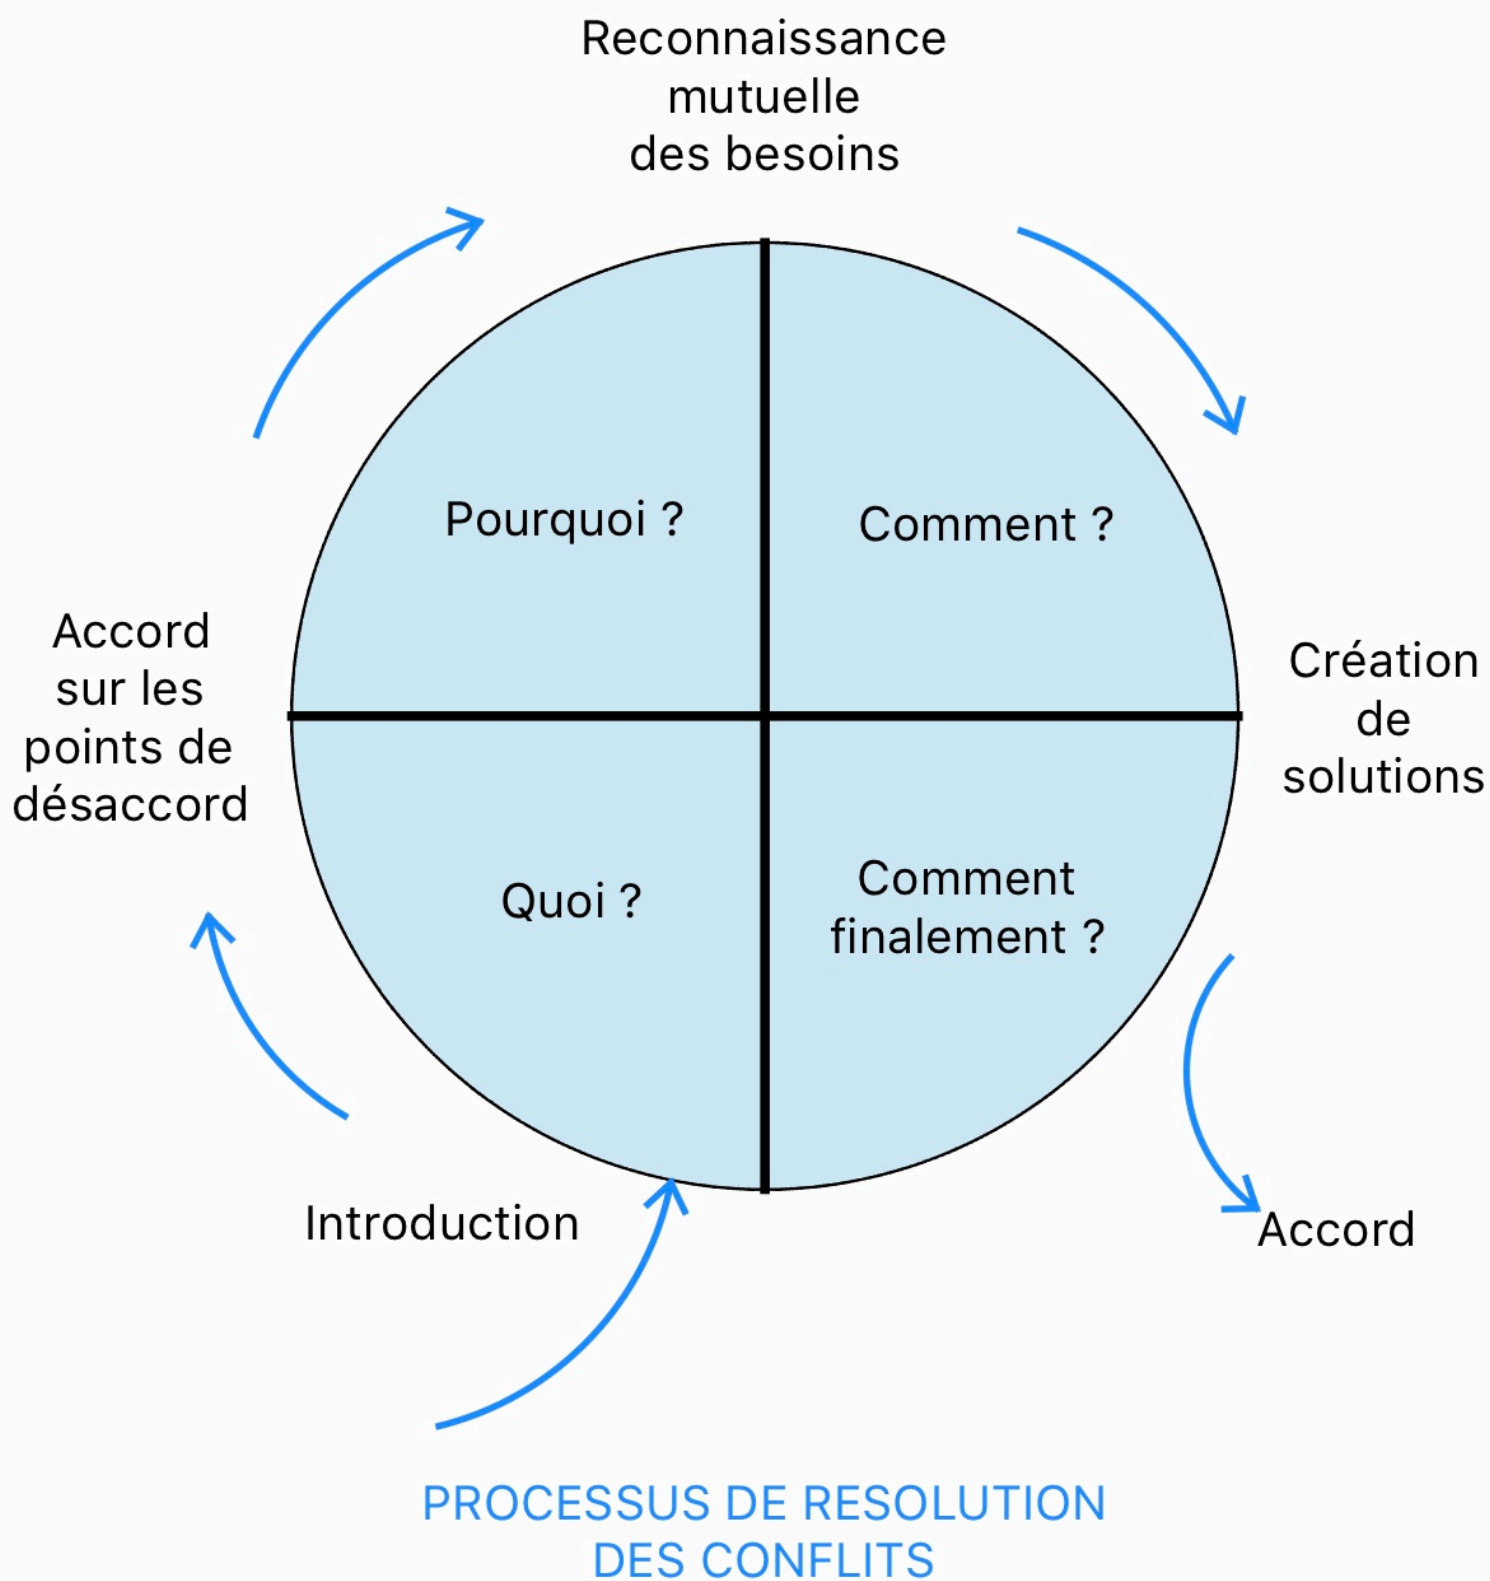 Reconnaissance
mutuelle
des besoins
Pourquoi ?
Comment ?
Accord
sur les
points de
désaccord
Création
de
solutions
Quoi ?
Comment
finalement ?
Introduction
Accord
PROCESSUS DE RESOLUTION
DES CONFLITS